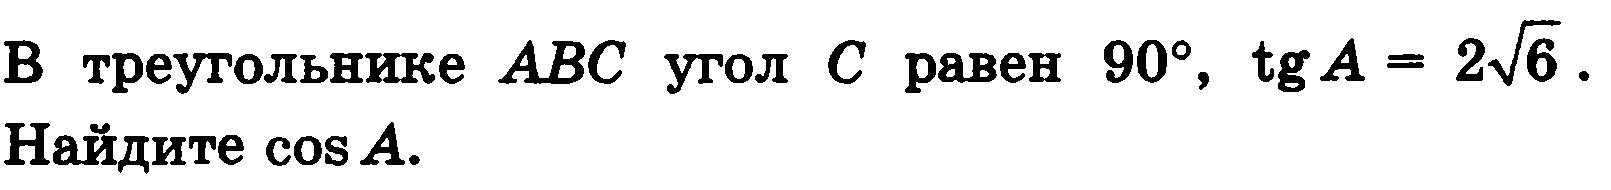 В треугольнике ABC угол C равен 90°, tg A = 2√6.
Найдите cos A.